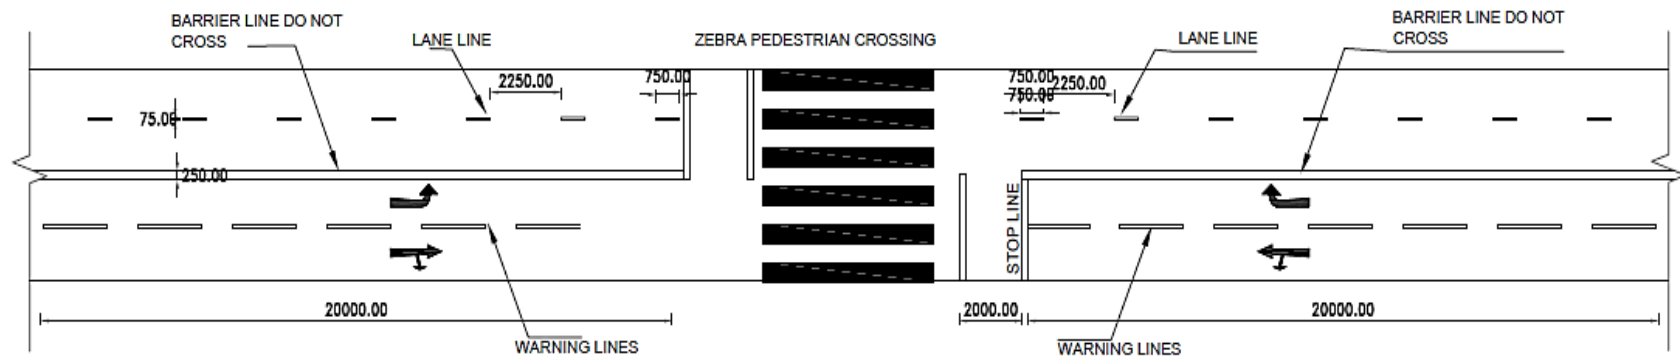 BARRIER LINE DO NOT
CROSS
LANE LINE
ZEBRA PEDESTRIAN CROSSING
LANE LINE
BARRIER LINE DO NOT
CROSS
2250.00
750.00
750.00
2250.00
750.00
75.00
250.00
STOP LINE
20000.00
2000.00
20000.00
WARNING LINES
WARNING LINES